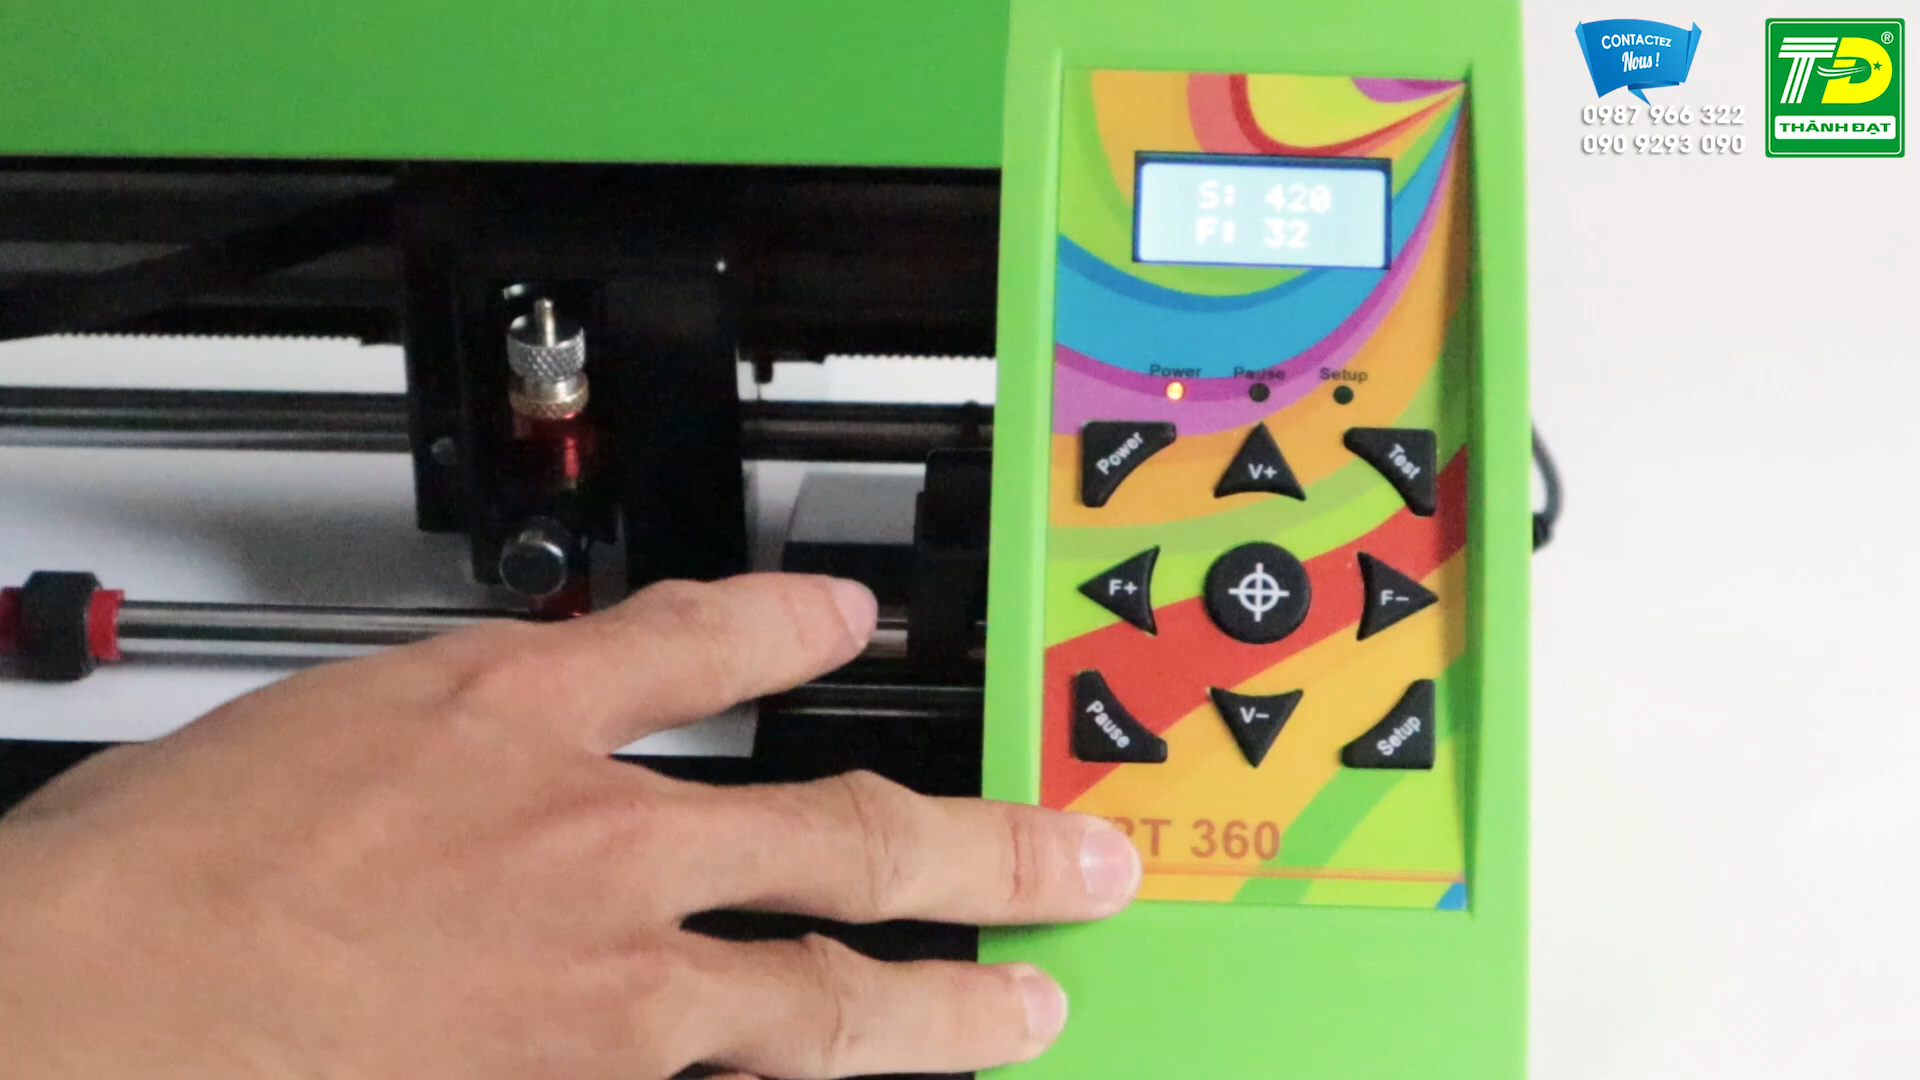 CONTACTEZ
Nous !
0987 966 322
090 9293 090
TD®
THÀNH ĐẠT
S: 420
F: 32
Power Pause Setup
Power
V+
Test
F+
F−
Pause
V−
Setup
360